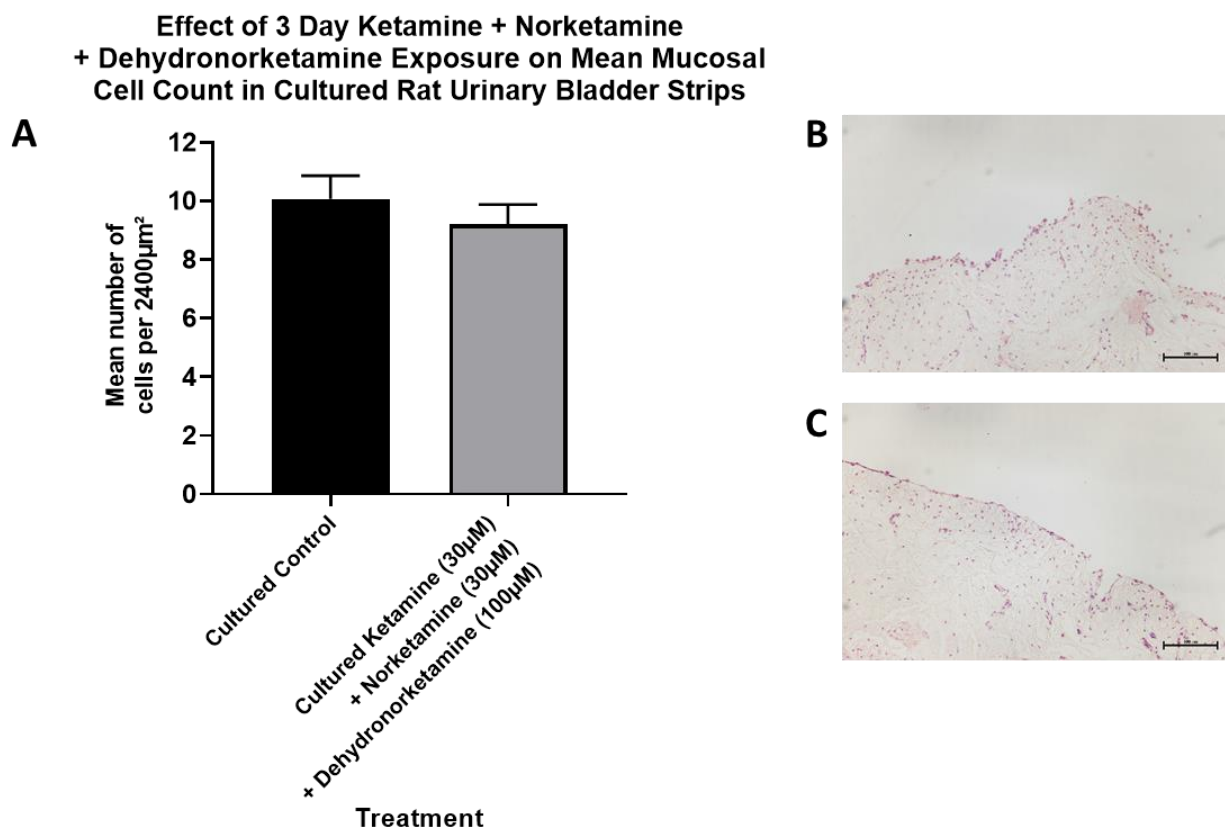 Effect of 3 Day Ketamine + Norketamine
+ Dehydronorketamine Exposure on Mean Mucosal
Cell Count in Cultured Rat Urinary Bladder Strips
A
Mean number of
cells per 2400µm²
12
10
8
6
4
2
0
Cultured Control
Cultured Ketamine (30µM)
+ Norketamine (30µM)
+ Dehydronorketamine (100µM)
Treatment
B
C